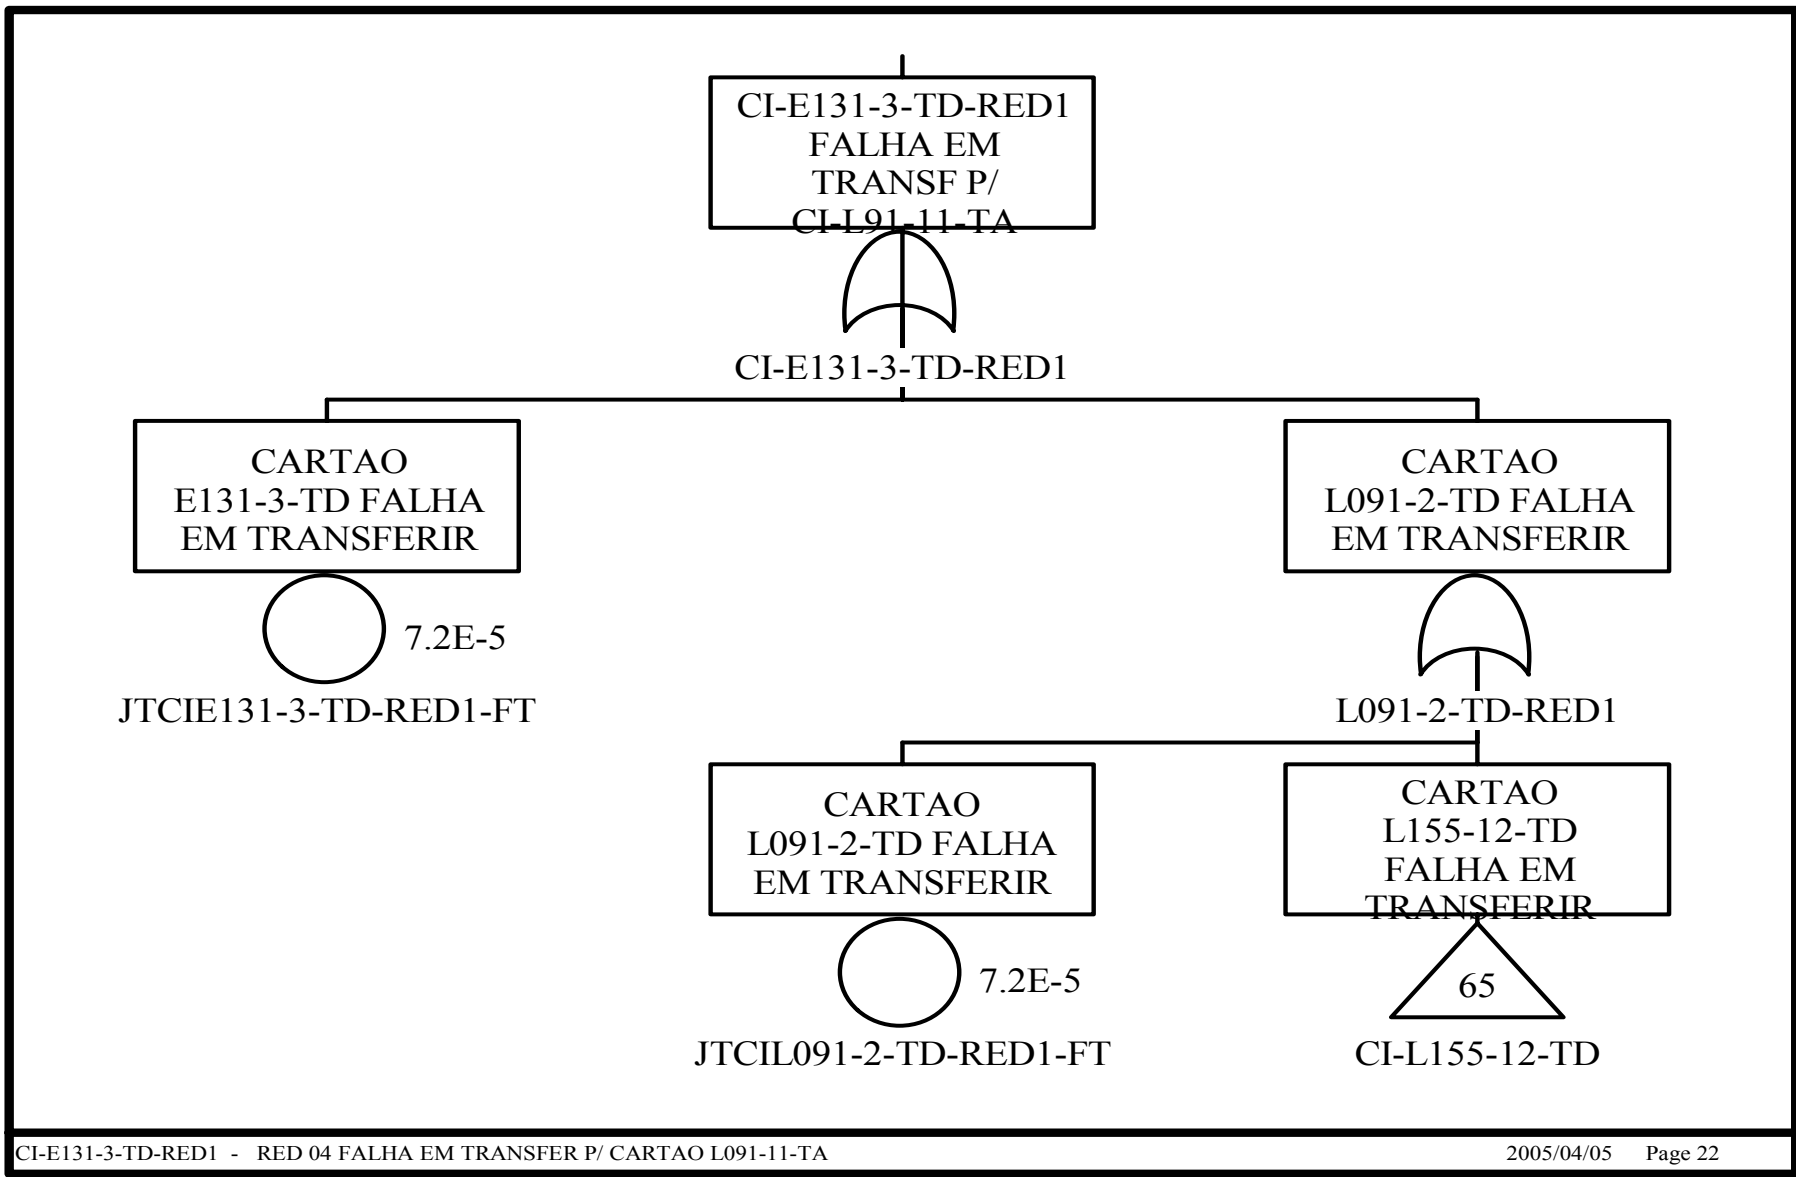 CI-E131-3-TD-RED1
FALHA EM
TRANSF P/
CI-L91-11-TA
CI-E131-3-TD-RED1
CARTAO
E131-3-TD FALHA
EM TRANSFERIR
7.2E-5
JTCIE131-3-TD-RED1-FT
CARTAO
L091-2-TD FALHA
EM TRANSFERIR
L091-2-TD-RED1
CARTAO
L091-2-TD FALHA
EM TRANSFERIR
7.2E-5
JTCIL091-2-TD-RED1-FT
CARTAO
L155-12-TD
FALHA EM
TRANSFERIR
65
CI-L155-12-TD
CI-E131-3-TD-RED1 - RED 04 FALHA EM TRANSFER P/ CARTAO L091-11-TA
2005/04/05 Page 22